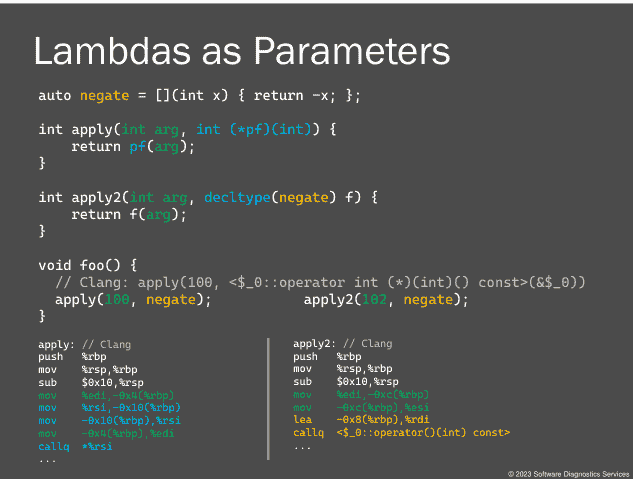 Lambdas as Parameters
auto negate = [](int x) { return -x; };
int apply(int arg, int (*pf)(int)) {
    return pf(arg);
}
int apply2(int arg, decltype(negate) f) {
    return f(arg);
}
void foo() {
  // Clang: apply(100, <$_0::operator int (*)(int)() const>(&$_0))
  apply(100, negate);          apply2(102, negate);
}
apply: // Clang
push   %rbp
mov    %rsp,%rbp
sub    $0x10,%rsp
mov    %edi,-0x4(%rbp)
mov    %rsi,-0x10(%rbp)
mov    -0x10(%rbp),%rsi
mov    -0x4(%rbp),%edi
callq  *%rsi
...
apply2: // Clang
push   %rbp
mov    %rsp,%rbp
sub    $0x10,%rsp
mov    %edi,-0xc(%rbp)
mov    -0xc(%rbp),%esi
lea    -0x8(%rbp),%rdi
callq  <$_0::operator()(int) const>
...
© 2023 Software Diagnostics Services